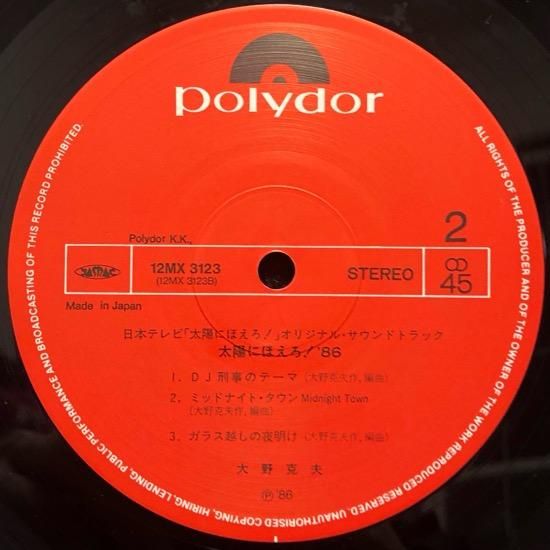 polydor
Polydor K.K.,
2
JASRAC
12MX 3123
(12MX 3123B)
STEREO
45
Made in Japan
日本テレビ「太陽にほえろ!」オリジナル・サウンドトラック
太陽にほえろ! '86
1. DJ刑事のテーマ (大野克夫作,編曲)
2. ミッドナイト・タウン Midnight Town
(大野克夫作,編曲)
3. ガラス越しの夜明け (大野克夫作,編曲)
大野克夫
Ⓟ '86
ALL RIGHTS OF THE PRODUCER AND OF THE OWNER OF THE WORK REPRODUCED RESERVED. UNAUTHORISED COPYING, HIRING, LENDING, PUBLIC PERFORMANCE AND BROADCASTING OF THIS RECORD PROHIBITED.